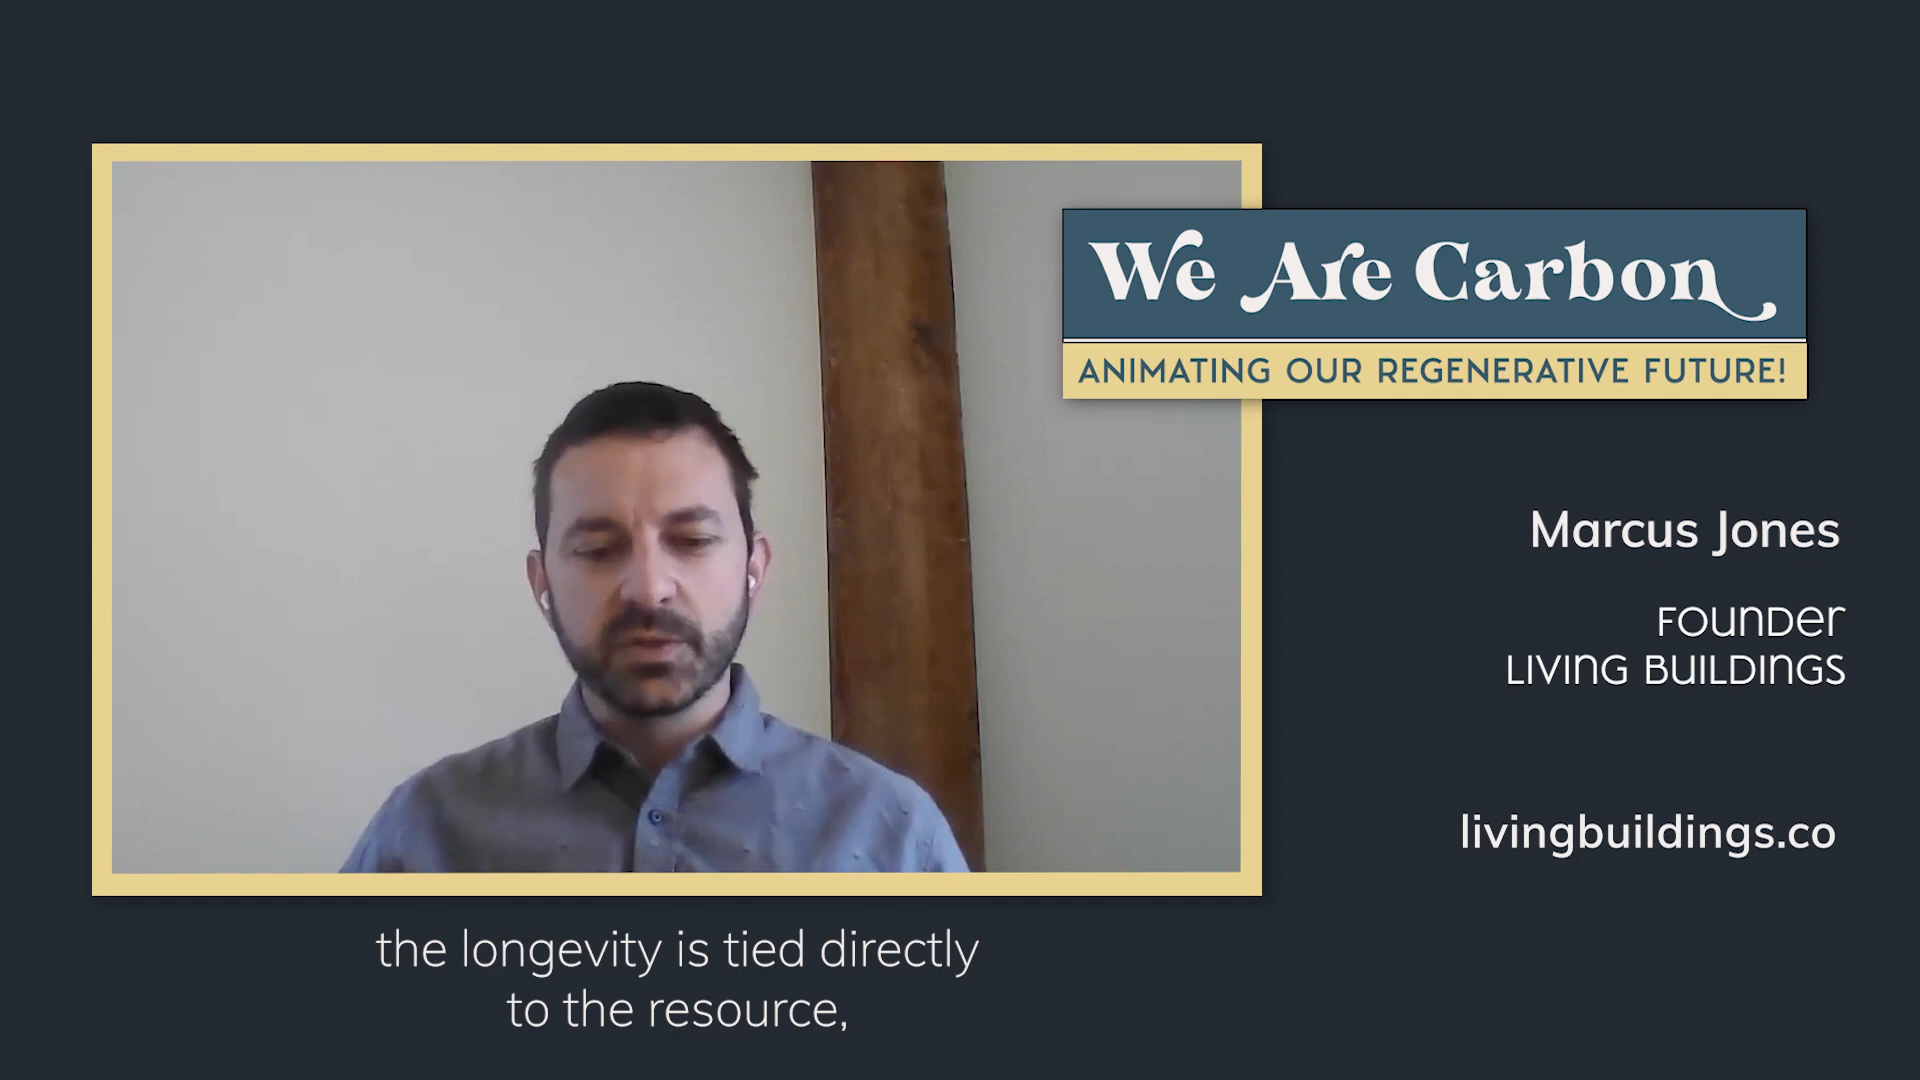 We Are Carbon
ANIMATING OUR REGENERATIVE FUTURE!
Marcus Jones
FOUNDER
LIVING BUILDINGS
livingbuildings.co
the longevity is tied directly
to the resource,